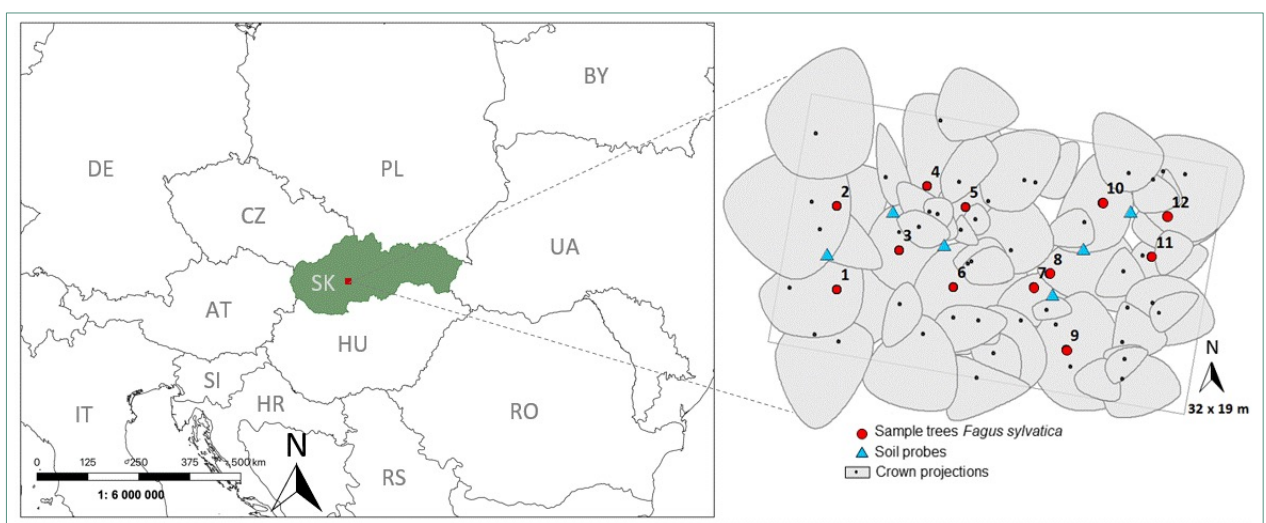 BY
DE
PL
CZ
UA
SK
AT
HU
SI
HR
IT
RO
RS
N
0 125 250 375 500 km
1: 6 000 000
4
2
5
10
12
3
11
8
6
7
1
9
N
32 x 19 m
Sample trees Fagus sylvatica
Soil probes
Crown projections